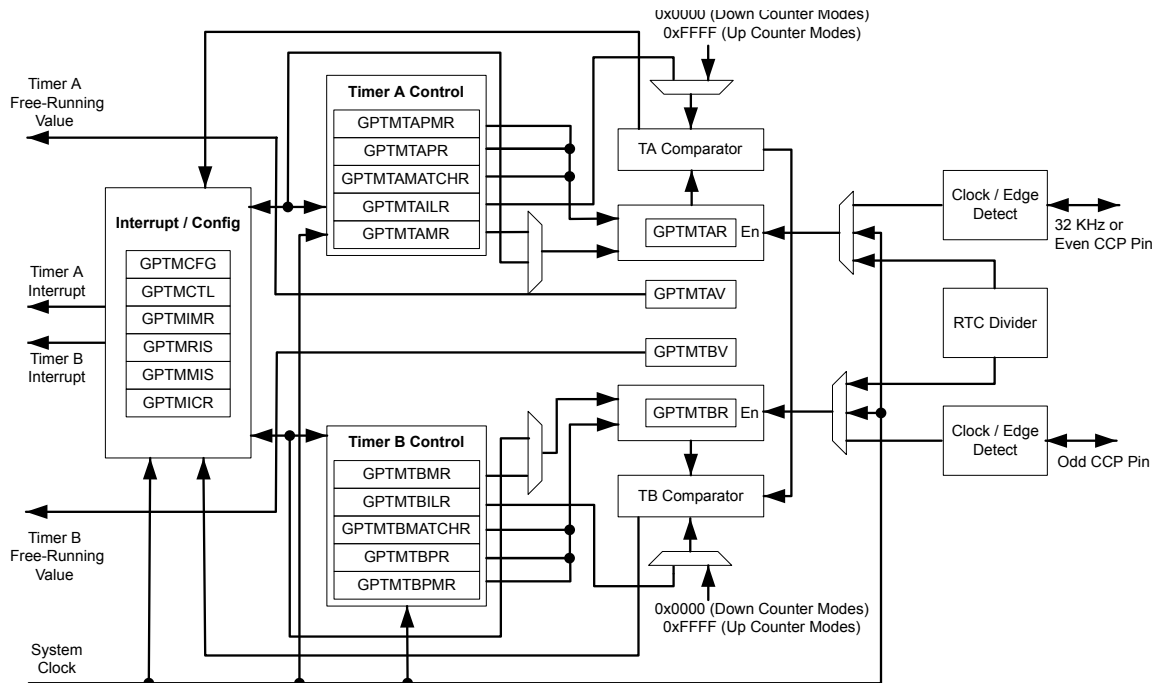 0x0000 (Down Counter Modes)
0xFFFF (Up Counter Modes)
Timer A
Free-Running
Value
Timer A Control
GPTMTAPMR
GPTMTAPR
GPTMTAMATCHR
GPTMTAILR
GPTMTAMR
TA Comparator
GPTMTAR
En
Clock / Edge
Detect
32 KHz or
Even CCP Pin
Interrupt / Config
GPTMCFG
GPTMCTL
GPTMIMR
GPTMRIS
GPTMMIS
GPTMICR
Timer A
Interrupt
Timer B
Interrupt
GPTMTAV
GPTMTBV
RTC Divider
GPTMTBR
En
Clock / Edge
Detect
Odd CCP Pin
Timer B Control
GPTMTBMR
GPTMTBILR
GPTMTBMATCHR
GPTMTBPR
GPTMTBPMR
TB Comparator
0x0000 (Down Counter Modes)
0xFFFF (Up Counter Modes)
Timer B
Free-Running
Value
System
Clock